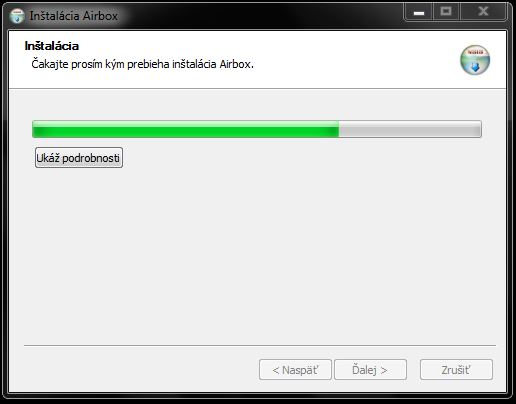 Inštalácia Airbox
Inštalácia
Čakajte prosím kým prebieha inštalácia Airbox.
Ukáž podrobnosti
< Naspäť
Ďalej >
Zrušiť